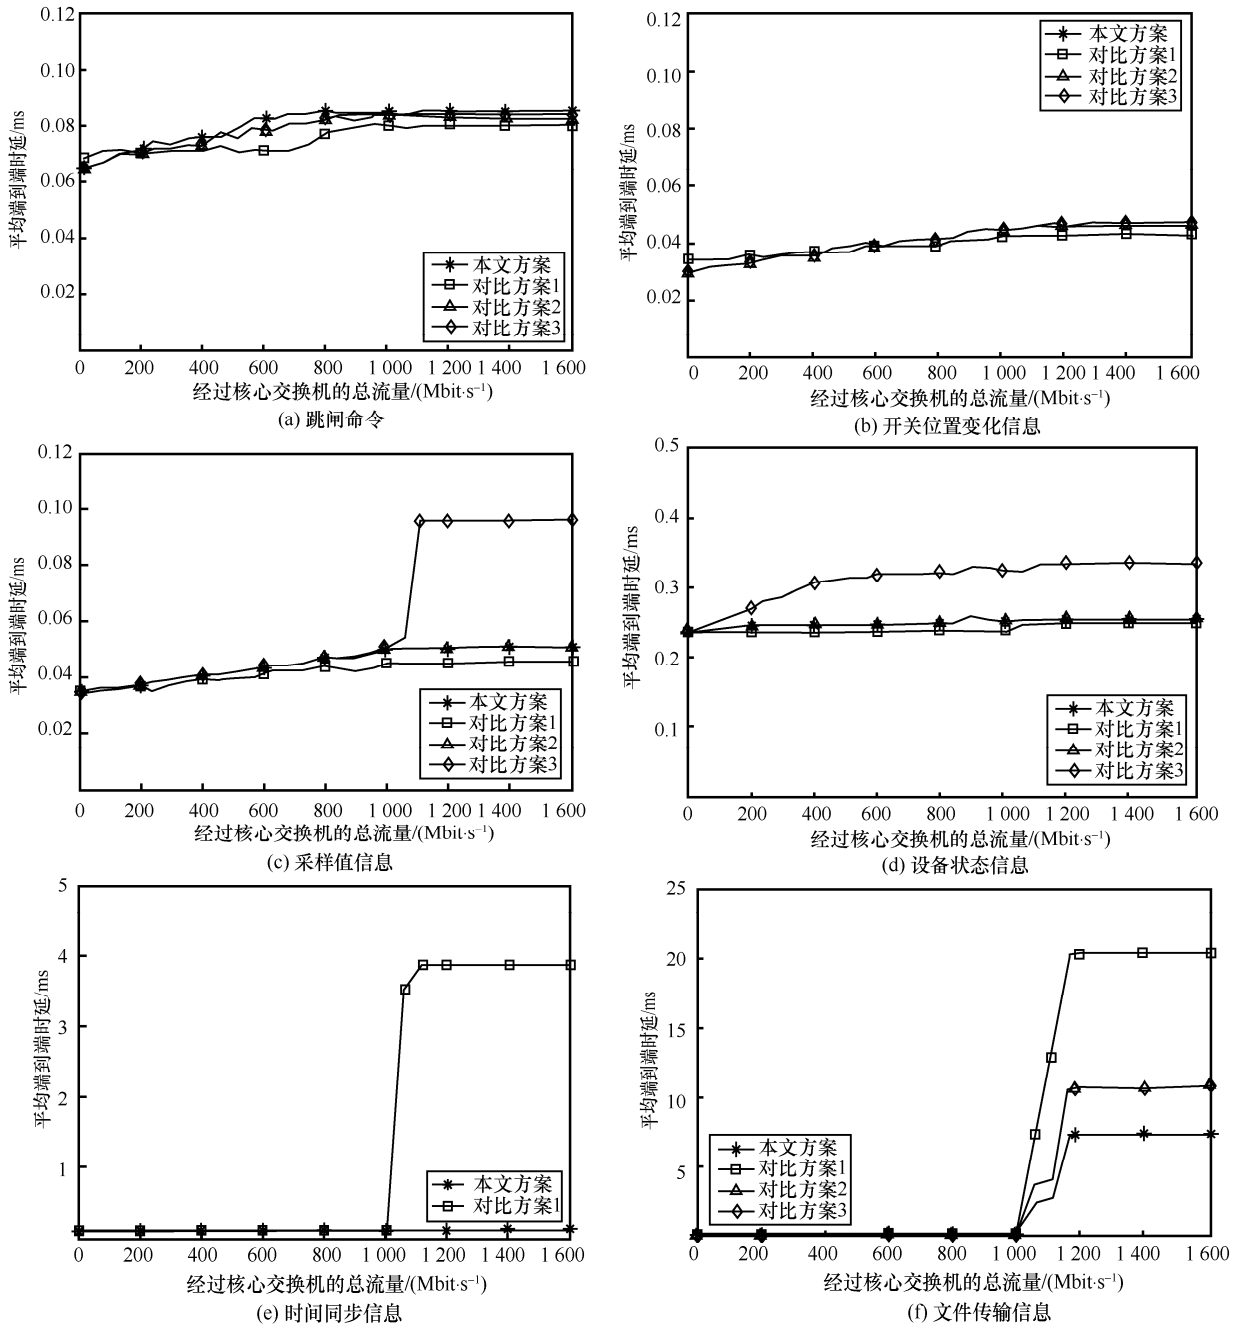 0.12
0.10
0.08
0.06
0.04
0.02
平均端到端时延/ms
本文方案
对比方案1
对比方案2
对比方案3
0 200 400 600 800 1 000 1 200 1 400 1 600
经过核心交换机的总流量/(Mbit·s⁻¹)
(a) 跳闸命令
0.12
0.10
0.08
0.06
0.04
0.02
平均端到端时延/ms
本文方案
对比方案1
对比方案2
对比方案3
0 200 400 600 800 1 000 1 200 1 400 1 600
经过核心交换机的总流量/(Mbit·s⁻¹)
(b) 开关位置变化信息
0.12
0.10
0.08
0.06
0.04
0.02
平均端到端时延/ms
本文方案
对比方案1
对比方案2
对比方案3
0 200 400 600 800 1 000 1 200 1 400 1 600
经过核心交换机的总流量/(Mbit·s⁻¹)
(c) 采样值信息
0.5
0.4
0.3
0.2
0.1
平均端到端时延/ms
本文方案
对比方案1
对比方案2
对比方案3
0 200 400 600 800 1 000 1 200 1 400 1 600
经过核心交换机的总流量/(Mbit·s⁻¹)
(d) 设备状态信息
5
4
3
2
1
平均端到端时延/ms
本文方案
对比方案1
0 200 400 600 800 1 000 1 200 1 400 1 600
经过核心交换机的总流量/(Mbit·s⁻¹)
(e) 时间同步信息
25
20
15
10
5
平均端到端时延/ms
本文方案
对比方案1
对比方案2
对比方案3
0 200 400 600 800 1 000 1 200 1 400 1 600
经过核心交换机的总流量/(Mbit·s⁻¹)
(f) 文件传输信息